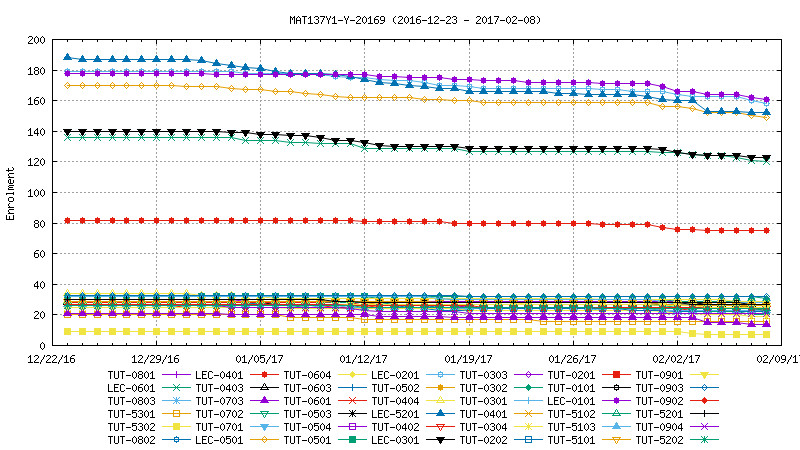 MAT137Y1-Y-20169 (2016-12-23 - 2017-02-08)
200
180
160
140
120
100
80
60
40
20
0
Enrolment
12/22/16 12/29/16 01/05/17 01/12/17 01/19/17 01/26/17 02/02/17 02/09/17
TUT-0801 LEC-0401 TUT-0604 LEC-0201 TUT-0303 TUT-0201 TUT-0901
LEC-0601 TUT-0403 TUT-0603 TUT-0502 TUT-0101 TUT-0903
TUT-0803 TUT-0703 TUT-0601 TUT-0404 TUT-0301 LEC-0101 TUT-0902
TUT-5301 TUT-0702 TUT-0503 LEC-5201 TUT-0401 TUT-5102 TUT-5201
TUT-5302 TUT-0701 TUT-0504 TUT-0402 TUT-0304 TUT-5103 TUT-0904
TUT-0802 LEC-0501 TUT-0501 LEC-0301 TUT-0202 TUT-5101 TUT-5202